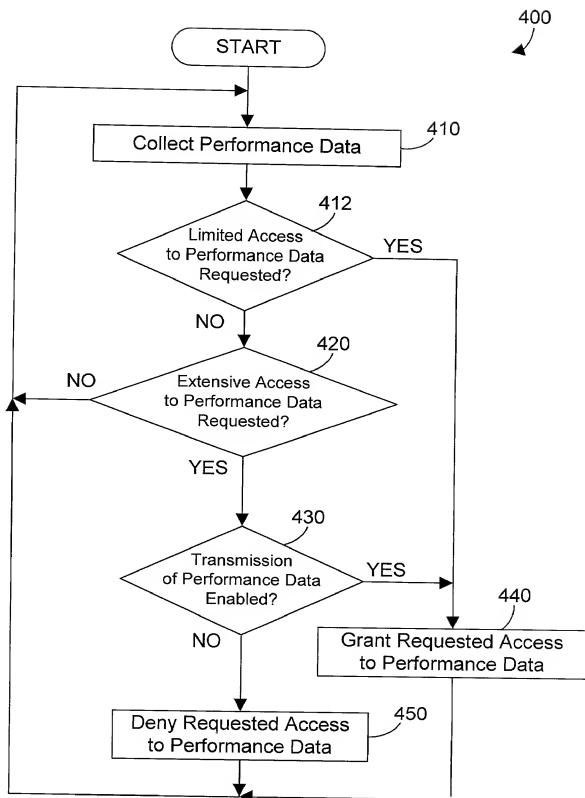 400
START
Collect Performance Data
410
412
Limited Access
to Performance Data
Requested?
YES
NO
420
NO
Extensive Access
to Performance Data
Requested?
YES
430
Transmission
of Performance Data
Enabled?
YES
NO
440
Grant Requested Access
to Performance Data
Deny Requested Access
to Performance Data
450